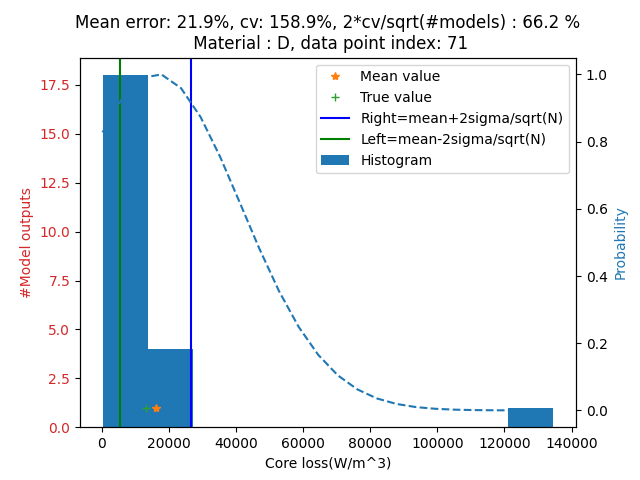 Mean error: 21.9%, cv: 158.9%, 2*cv/sqrt(#models) : 66.2 %
Material : D, data point index: 71
Mean value
True value
Right=mean+2sigma/sqrt(N)
Left=mean-2sigma/sqrt(N)
Histogram
17.5
15.0
12.5
10.0
7.5
5.0
2.5
0.0
#Model outputs
1.0
0.8
0.6
0.4
0.2
0.0
Probability
0 20000 40000 60000 80000 100000 120000 140000
Core loss(W/m^3)